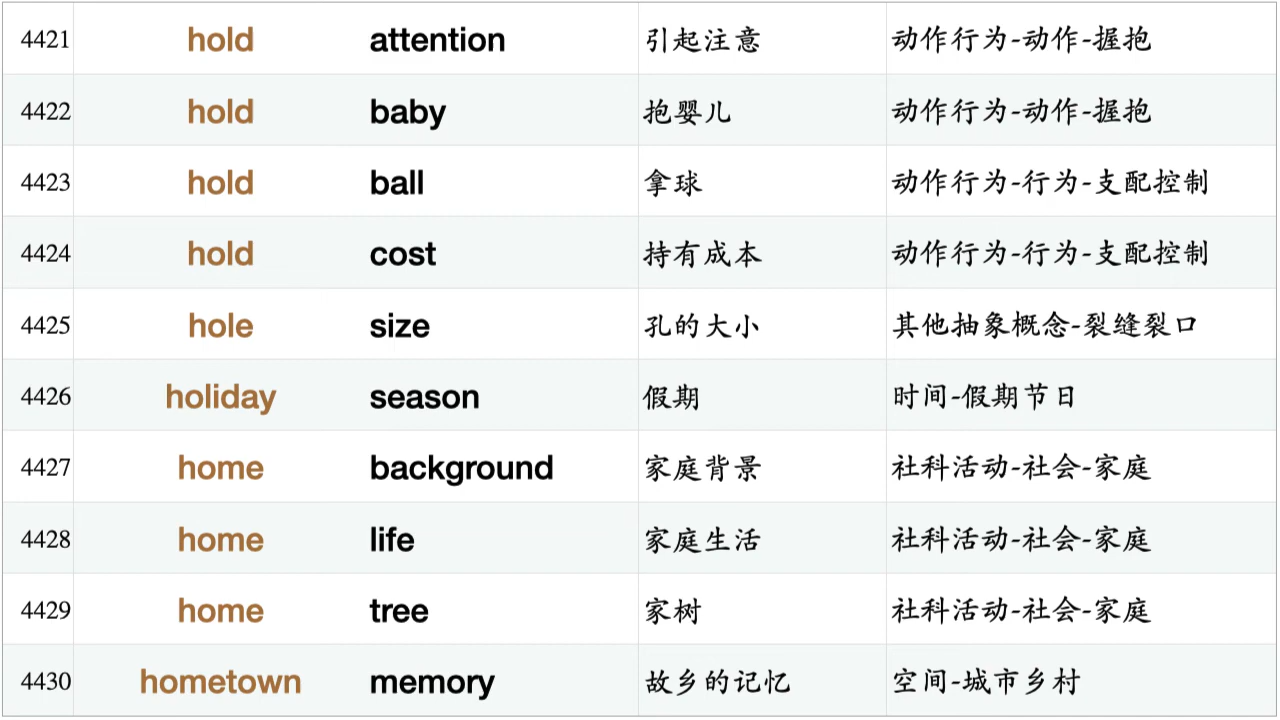 4421 hold attention 引起注意 动作行为-动作-握抱
4422 hold baby 抱婴儿 动作行为-动作-握抱
4423 hold ball 拿球 动作行为-行为-支配控制
4424 hold cost 持有成本 动作行为-行为-支配控制
4425 hole size 孔的大小 其他抽象概念-裂缝裂口
4426 holiday season 假期 时间-假期节日
4427 home background 家庭背景 社科活动-社会-家庭
4428 home life 家庭生活 社科活动-社会-家庭
4429 home tree 家树 社科活动-社会-家庭
4430 hometown memory 故乡的记忆 空间-城市乡村